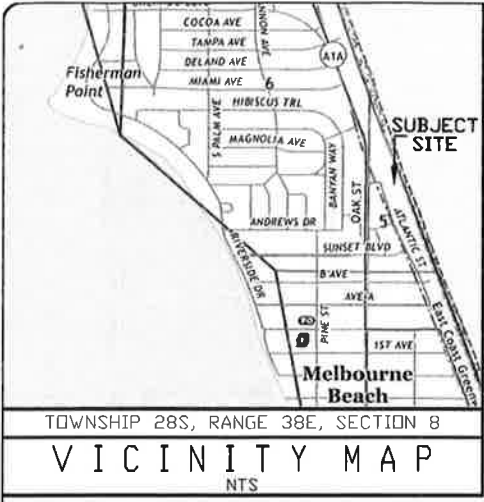 COCOA AVE
TAMPA AVE
DELAND AVE
MIAMI AVE
6
HIBISCUS TRL
MAGNOLIA AVE
S PALM AVE
Fisherman
Point
A1A
SUBJECT
SITE
BANYAN WAY
OAK ST
5
ATLANTIC ST
ANDREWS DR
SUNSET BLVD
RIVERSIDE DR
B AVE
AVE A
PINE ST
1ST AVE
East Coast Green
Melbourne
Beach
TOWNSHIP 28S, RANGE 38E, SECTION 8
VICINITY MAP
NTS